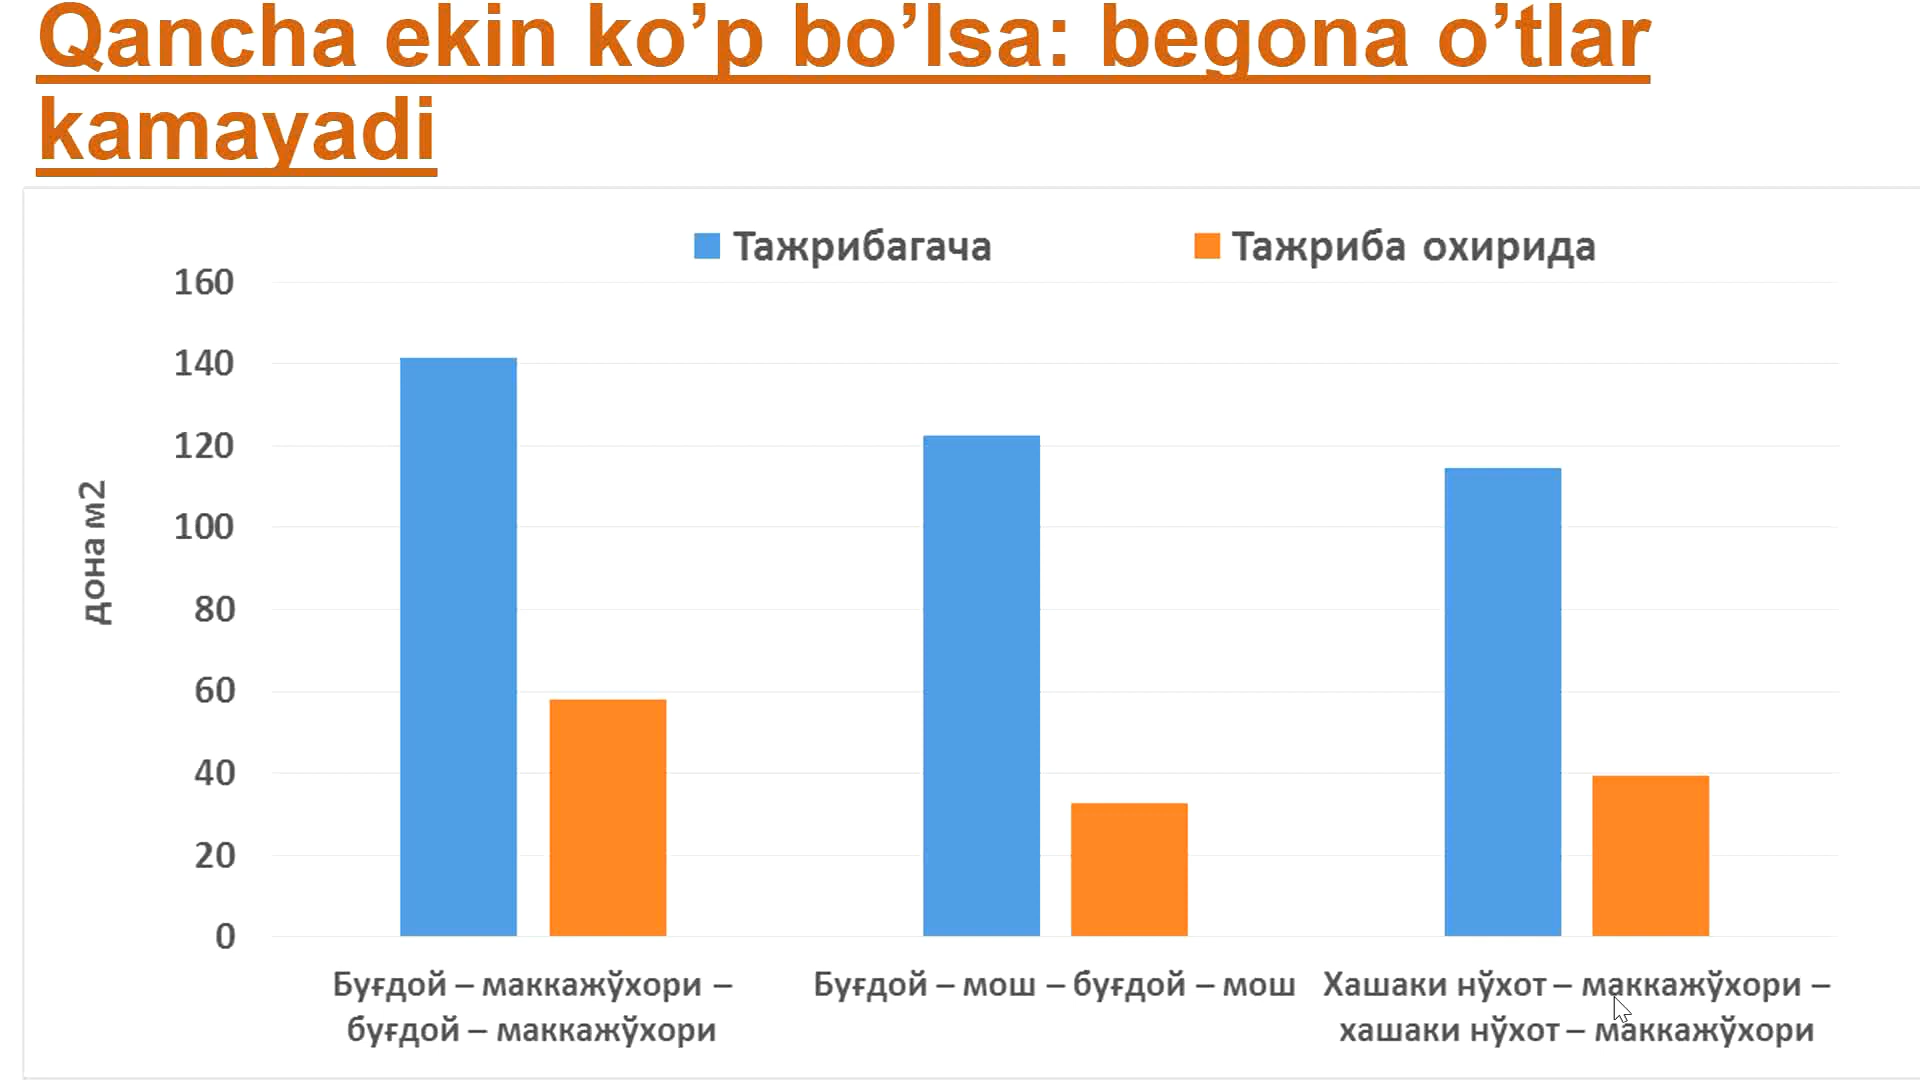 Qancha ekin ko’p bo’lsa: begona o’tlar
kamayadi
Тажрибагача
Тажриба охирида
160
140
120
100
80
60
40
20
0
дона м2
Буғдой – маккажўхори –
буғдой – маккажўхори
Буғдой – мош – буғдой – мош
Хашаки нўхот – маккажўхори –
хашаки нўхот – маккажўхори